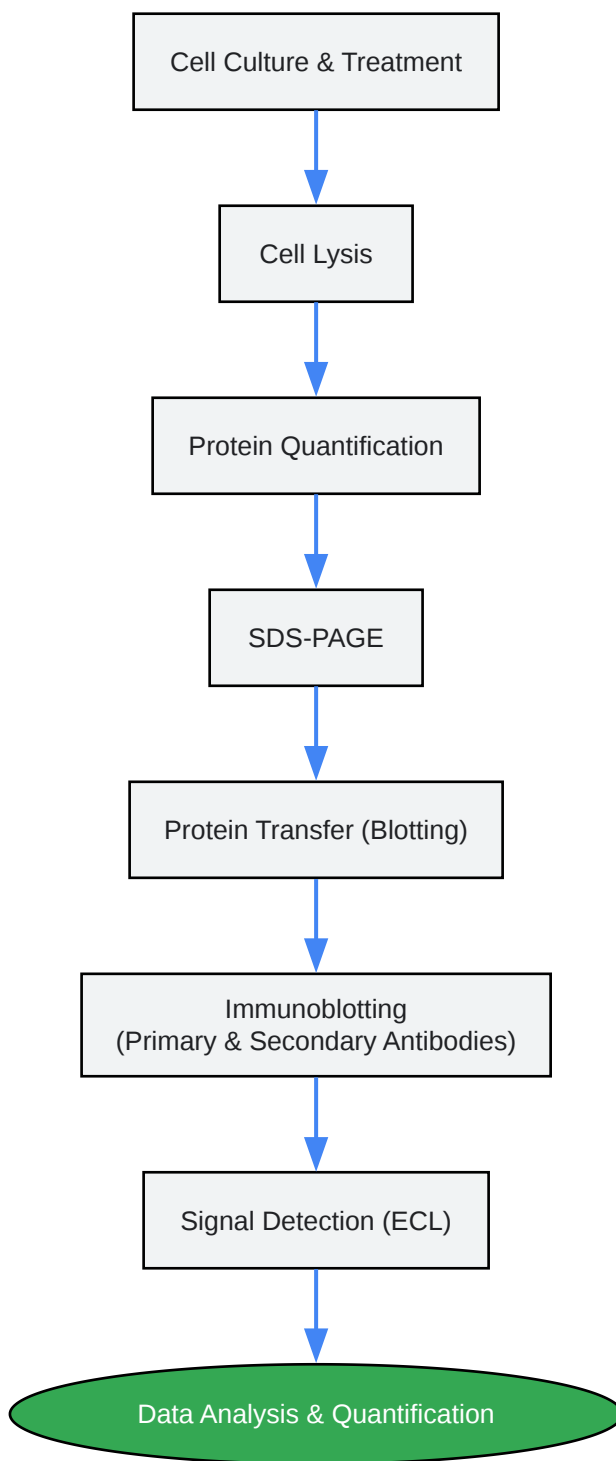 Cell Culture & Treatment
Cell Lysis
Protein Quantification
SDS-PAGE
Protein Transfer (Blotting)
Immunoblotting
(Primary & Secondary Antibodies)
Signal Detection (ECL)
Data Analysis & Quantification